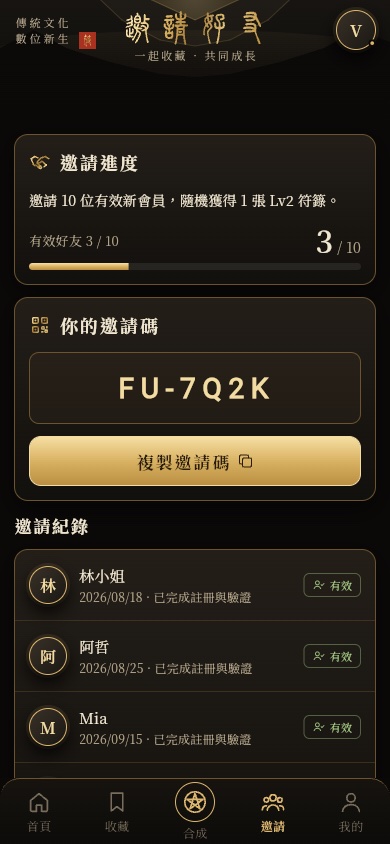 傳統文化
數位新生
邀請好友
一起收藏 · 共同成長
V
邀請進度
邀請 10 位有效新會員，隨機獲得 1 張 Lv2 符籙。
有效好友 3 / 10
3 / 10
你的邀請碼
FU-7Q2K
複製邀請碼
邀請紀錄
林
林小姐
2026/08/18 · 已完成註冊與驗證
有效
阿
阿哲
2026/08/25 · 已完成註冊與驗證
有效
M
Mia
2026/09/15 · 已完成註冊與驗證
有效
首頁
收藏
合成
邀請
我的